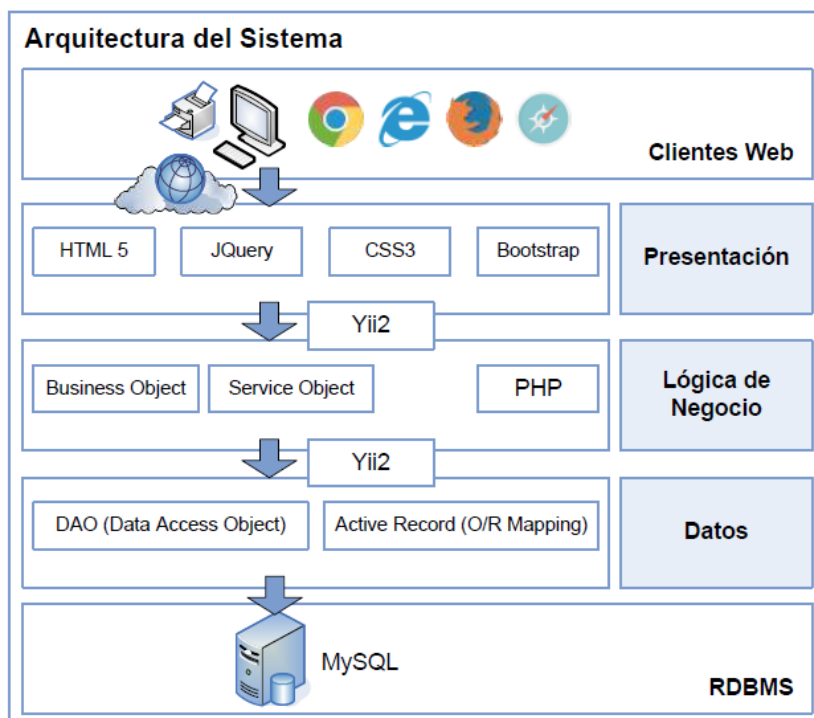 Arquitectura del Sistema
Clientes Web
HTML 5
JQuery
CSS3
Bootstrap
Presentación
Yii2
Business Object
Service Object
PHP
Lógica de
Negocio
Yii2
DAO (Data Access Object)
Active Record (O/R Mapping)
Datos
MySQL
RDBMS